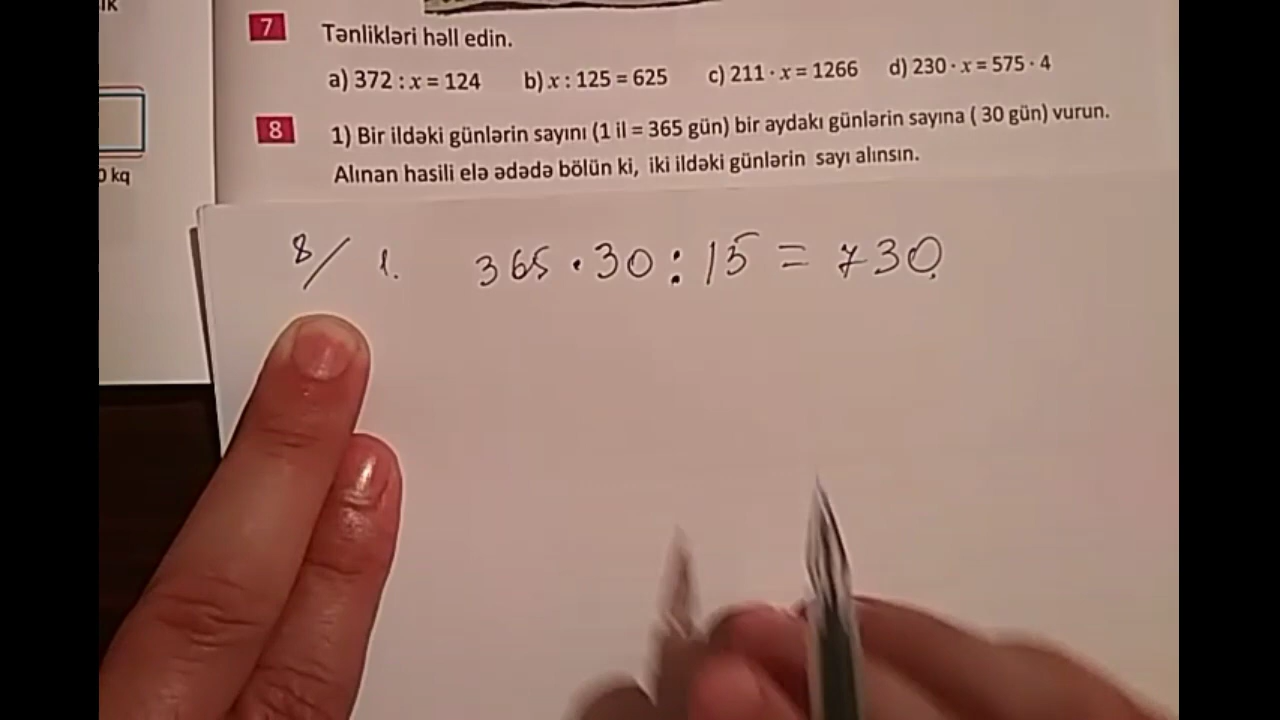 7 Tənlikləri həll edin.
a) 372 : x = 124 b) x : 125 = 625 c) 211 · x = 1266 d) 230 · x = 575 · 4
8 1) Bir ildəki günlərin sayını (1 il = 365 gün) bir aydakı günlərin sayına ( 30 gün) vurun.
Alınan hasili elə ədədə bölün ki, iki ildəki günlərin sayı alınsın.
kq
8/ 1. 365 · 30 : 15 = 730